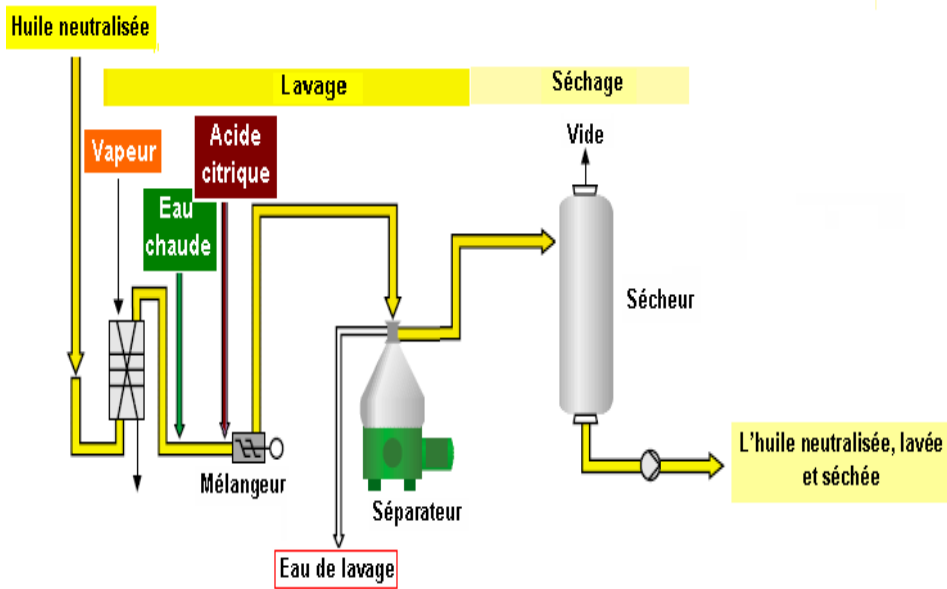 Huile neutralisée
Lavage
Séchage
Vapeur
Acide
citrique
Vide
Eau
chaude
Sécheur
Mélangeur
Séparateur
L'huile neutralisée, lavée
et séchée
Eau de lavage